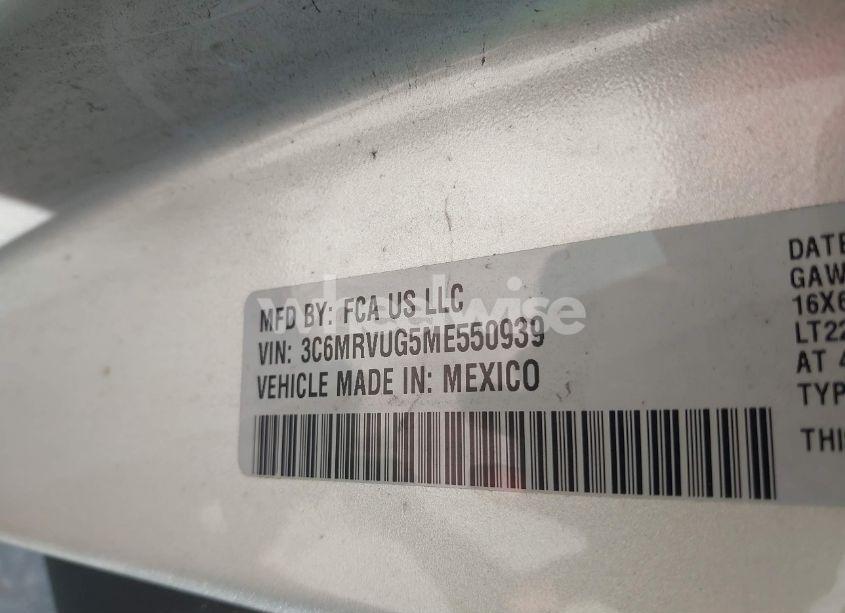 MFD BY: FCA US LLC
VIN: 3C6MRVUG5ME550939
VEHICLE MADE IN: MEXICO
wheelwise
DATE
GAW
16X6
LT22
AT 4
TYP
THI